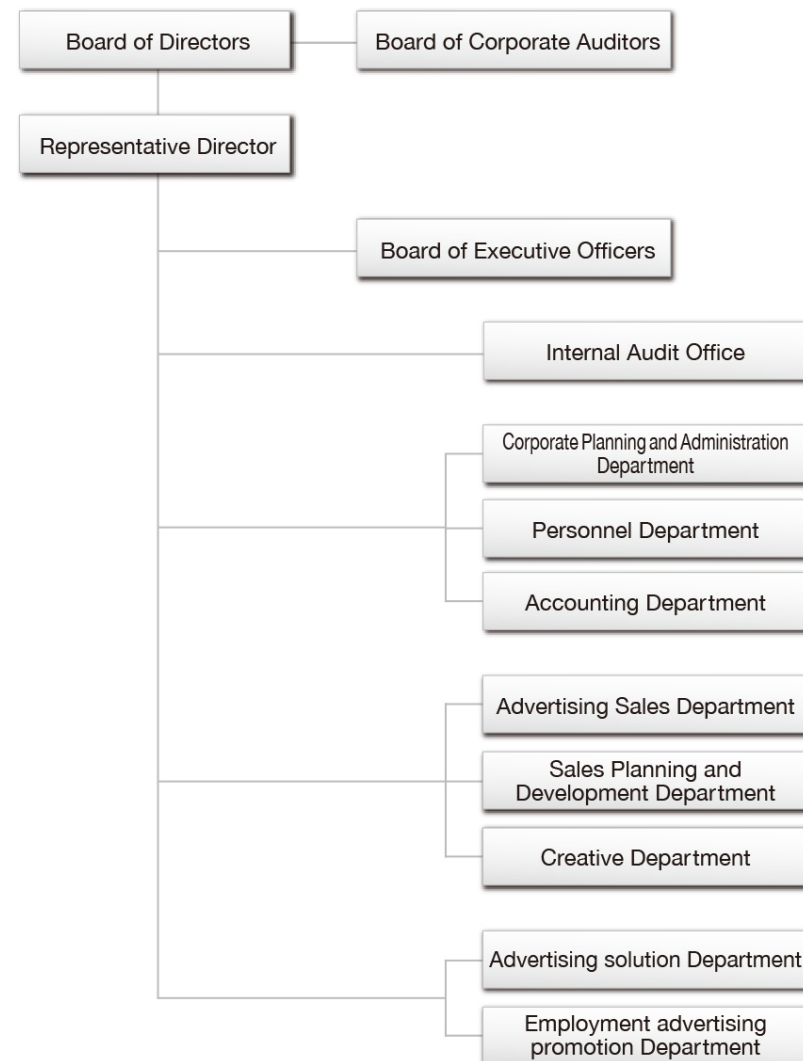 Board of Directors
Board of Corporate Auditors
Representative Director
Board of Executive Officers
Internal Audit Office
Corporate Planning and Administration
Department
Personnel Department
Accounting Department
Advertising Sales Department
Sales Planning and
Development Department
Creative Department
Advertising solution Department
Employment advertising
promotion Department